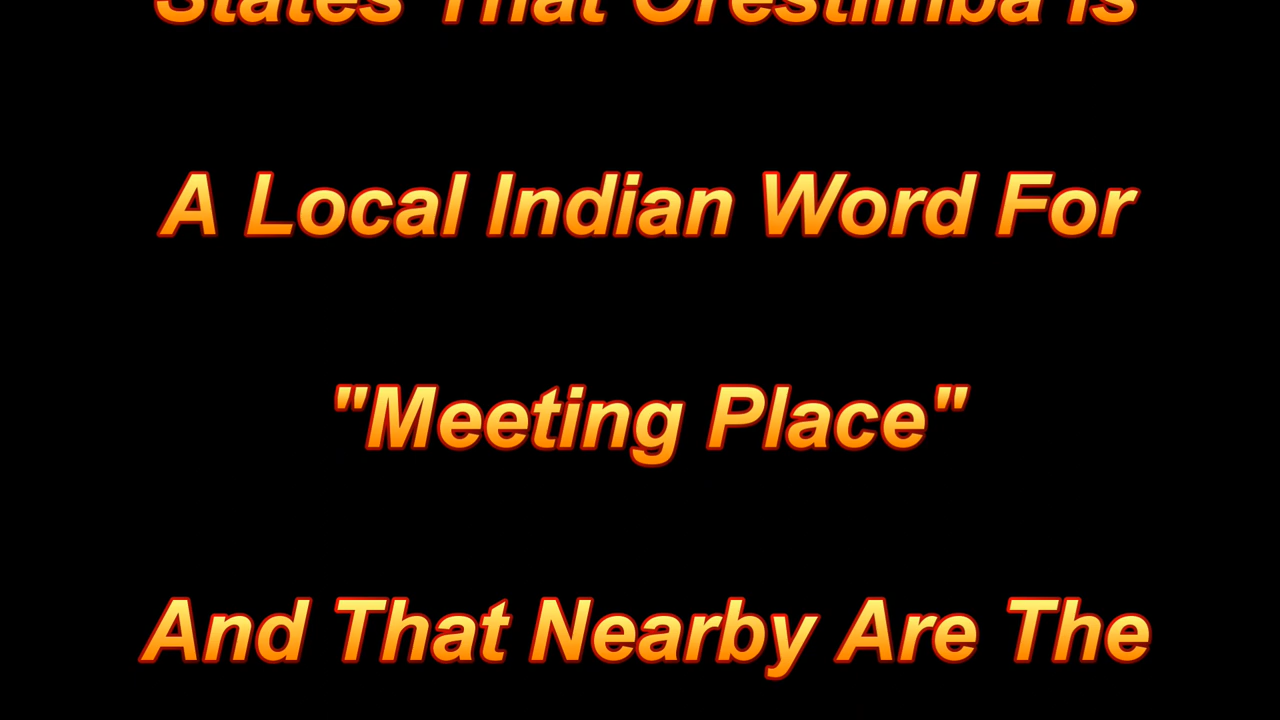 States That Orestimba Is
A Local Indian Word For
"Meeting Place"
And That Nearby Are The